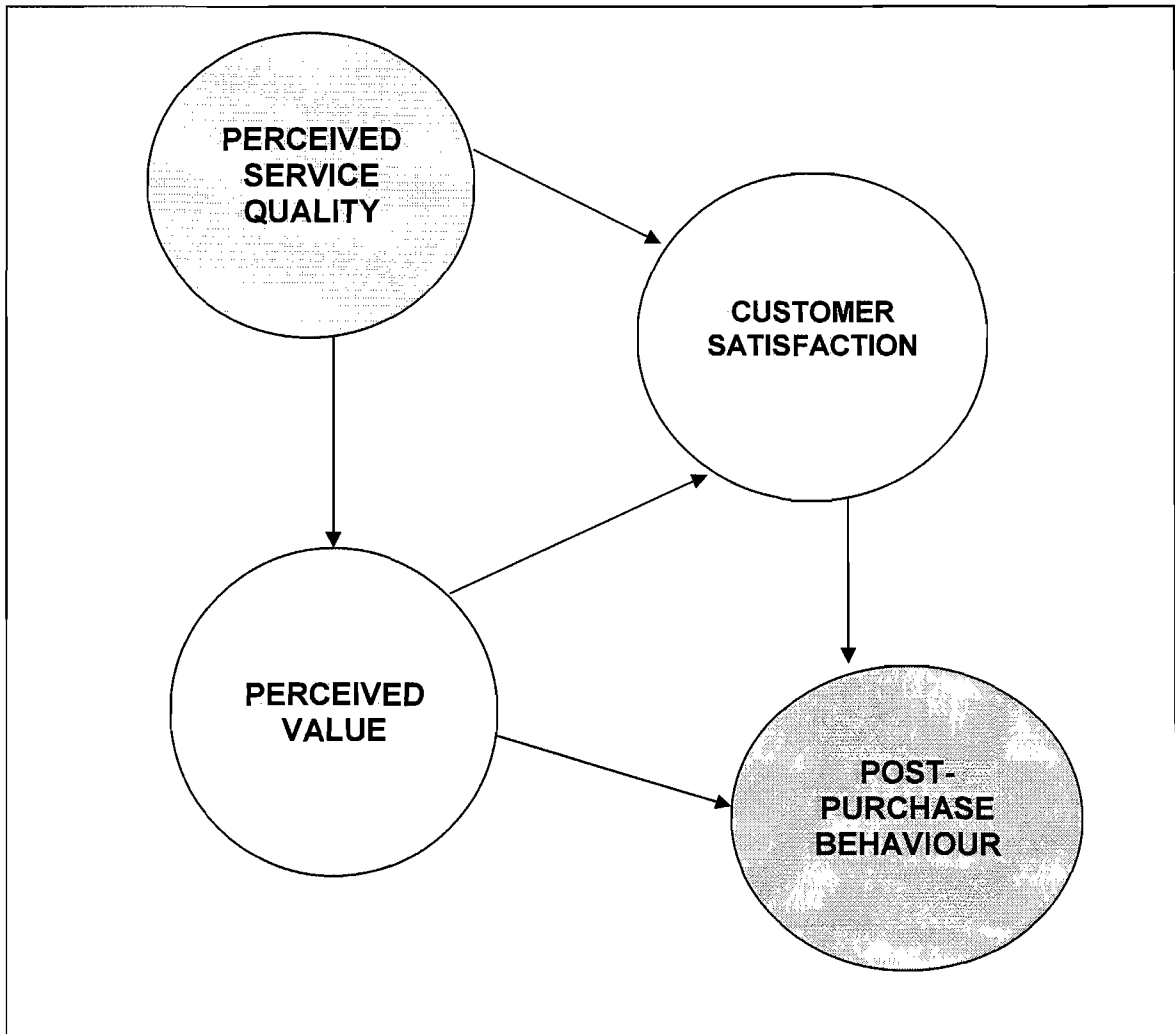 PERCEIVED
SERVICE
QUALITY
CUSTOMER
SATISFACTION
PERCEIVED
VALUE
POST-
PURCHASE
BEHAVIOUR